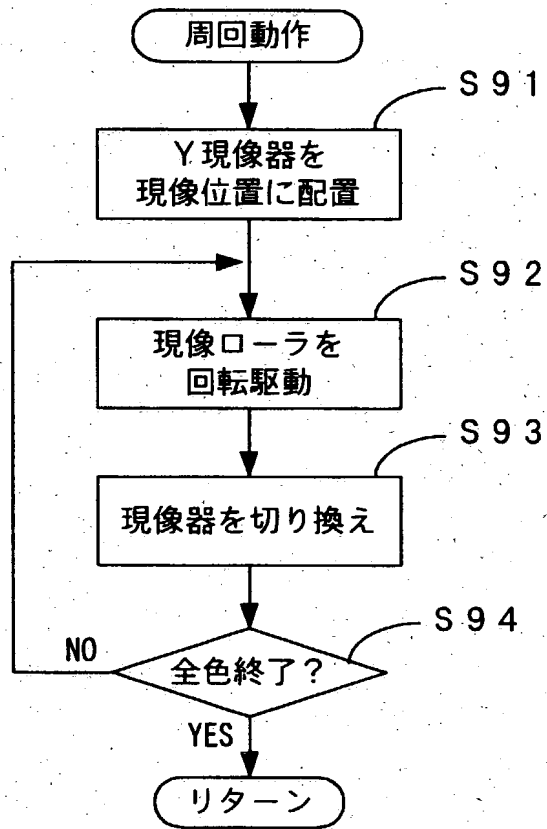 周回動作
S91
Y現像器を
現像位置に配置
S92
現像ローラを
回転駆動
S93
現像器を切り換え
S94
全色終了?
NO
YES
リターン